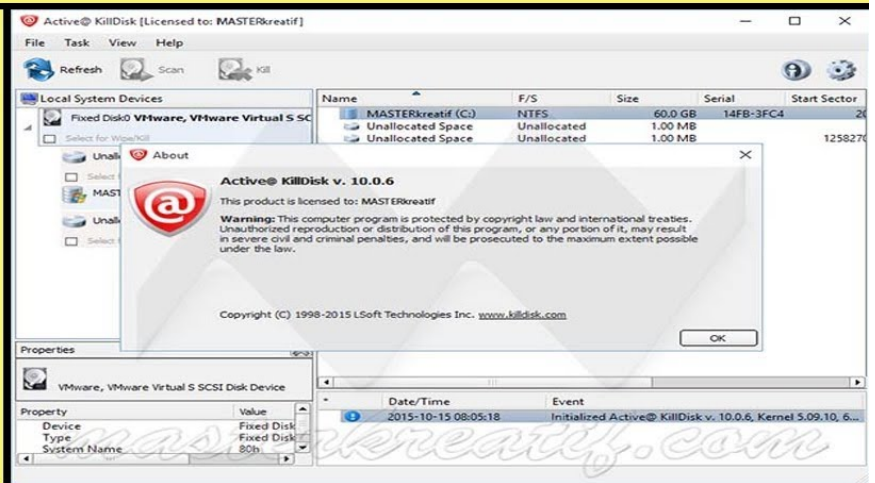 Active@ KillDisk [Licensed to: MASTERkreatif]
File Task View Help
Refresh Scan Kill
Local System Devices
Fixed Disk0 VMware, VMware Virtual S SC
Select for Wipe/Kill
Unall
Select f
MAST
Unall
Select f
Name F/S Size Serial Start Sector
MASTERkreatif (C:) NTFS 60.0 GB 14FB-3FC4 20
Unallocated Space Unallocated 1.00 MB
Unallocated Space Unallocated 1.00 MB 1258270
About
Active@ KillDisk v. 10.0.6
This product is licensed to: MASTERkreatif
Warning: This computer program is protected by copyright law and international treaties.
Unauthorized reproduction or distribution of this program, or any portion of it, may result
in severe civil and criminal penalties, and will be prosecuted to the maximum extent possible
under the law.
Copyright (C) 1998-2015 LSoft Technologies Inc. www.killdisk.com
OK
Properties
VMware, VMware Virtual S SCSI Disk Device
Property Value
Device Fixed Disk
Type Fixed Disk
System Name 80h
Date/Time Event
2015-10-15 08:05:18 Initialized Active@ KillDisk v. 10.0.6, Kernel 5.09.10, 6...
masterkreatif.com